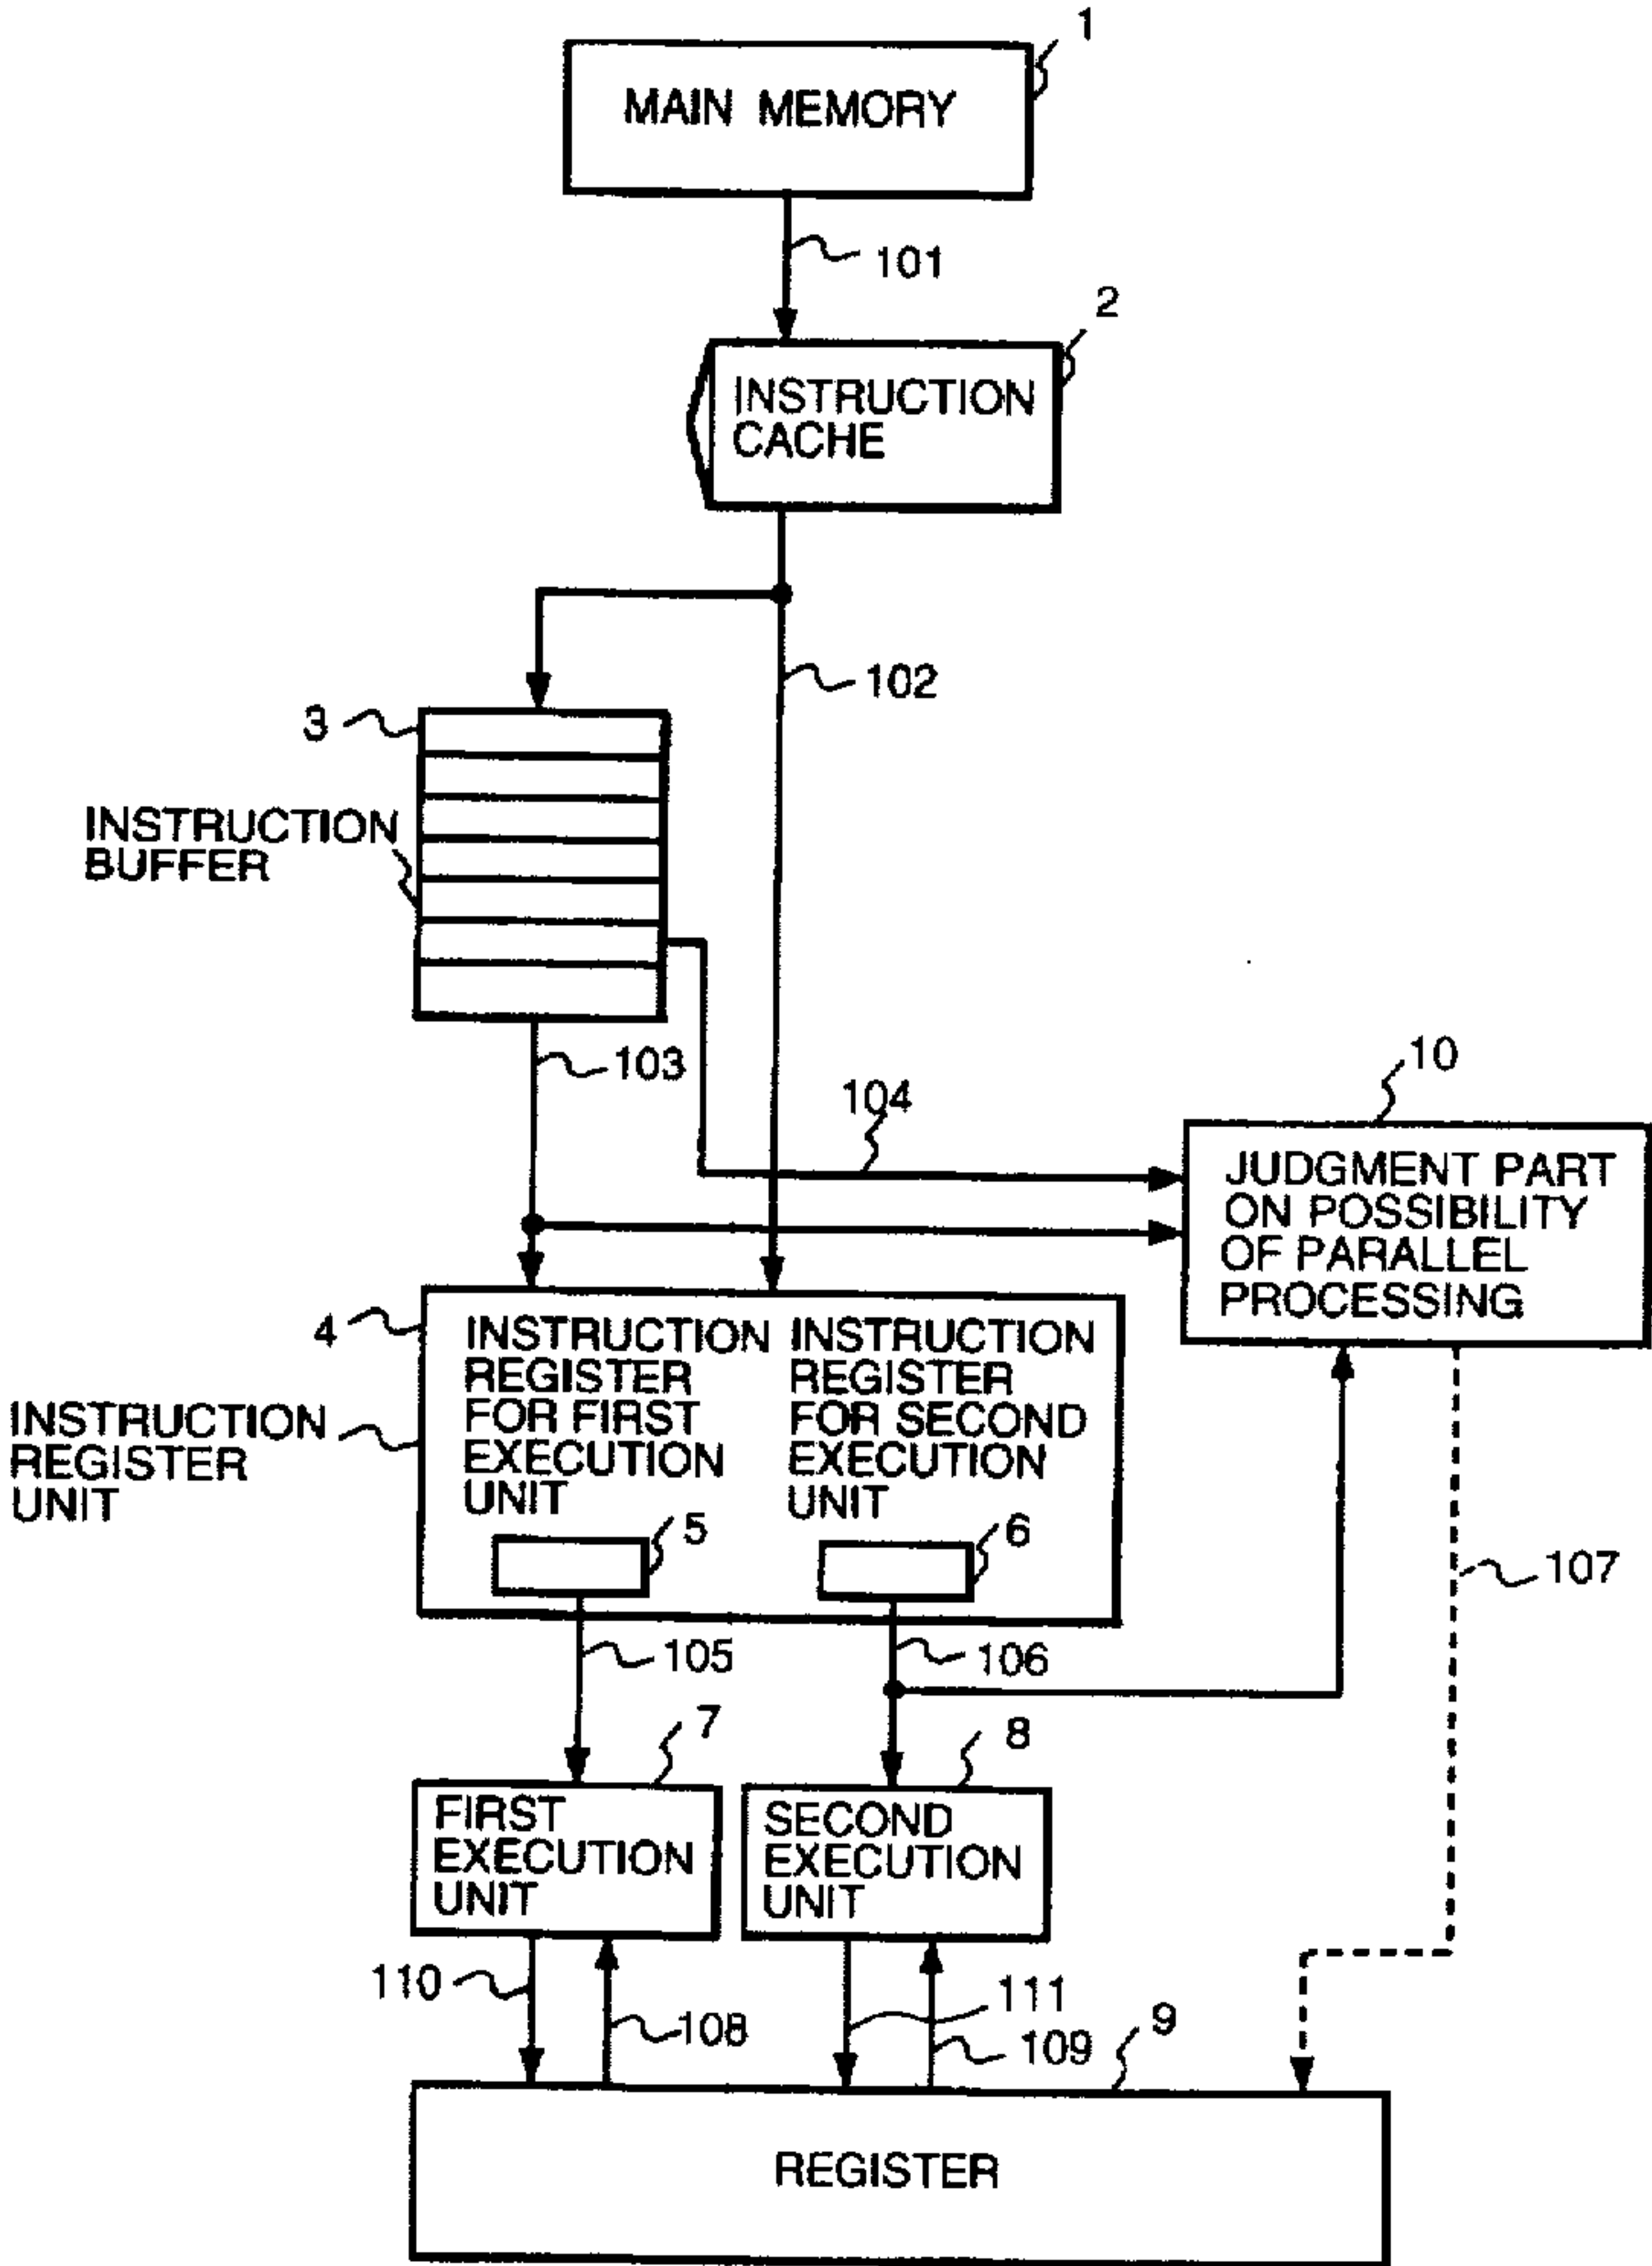 1
MAIN MEMORY
101
2
INSTRUCTION
CACHE
102
3
INSTRUCTION
BUFFER
103
104
10
JUDGMENT PART
ON POSSIBILITY
OF PARALLEL
PROCESSING
4
INSTRUCTION
REGISTER
FOR FIRST
EXECUTION
UNIT
INSTRUCTION
REGISTER
FOR SECOND
EXECUTION
UNIT
INSTRUCTION
REGISTER
UNIT
5
6
107
105
106
7
8
FIRST
EXECUTION
UNIT
SECOND
EXECUTION
UNIT
110
108
111
109
9
REGISTER